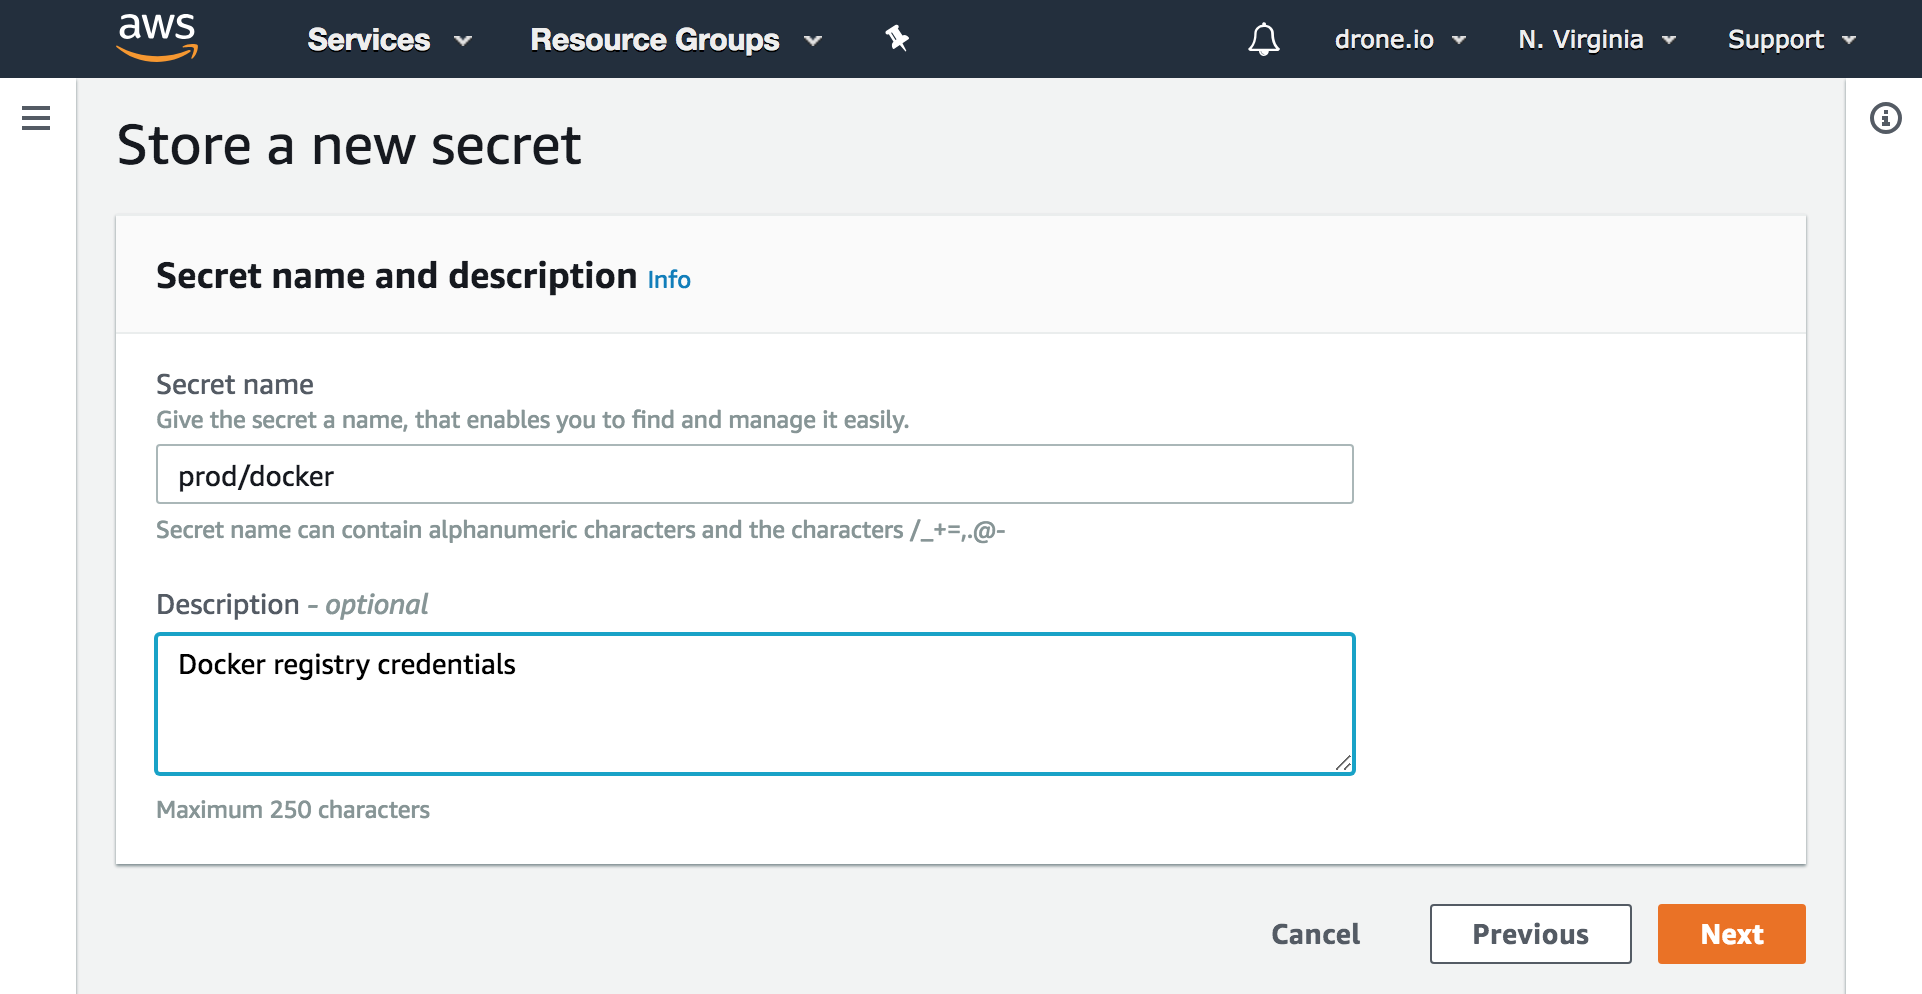 aws Services Resource Groups drone.io N. Virginia Support
Store a new secret
Secret name and description Info
Secret name
Give the secret a name, that enables you to find and manage it easily.
prod/docker
Secret name can contain alphanumeric characters and the characters /_+=,.@-
Description - optional
Docker registry credentials
Maximum 250 characters
Cancel Previous Next